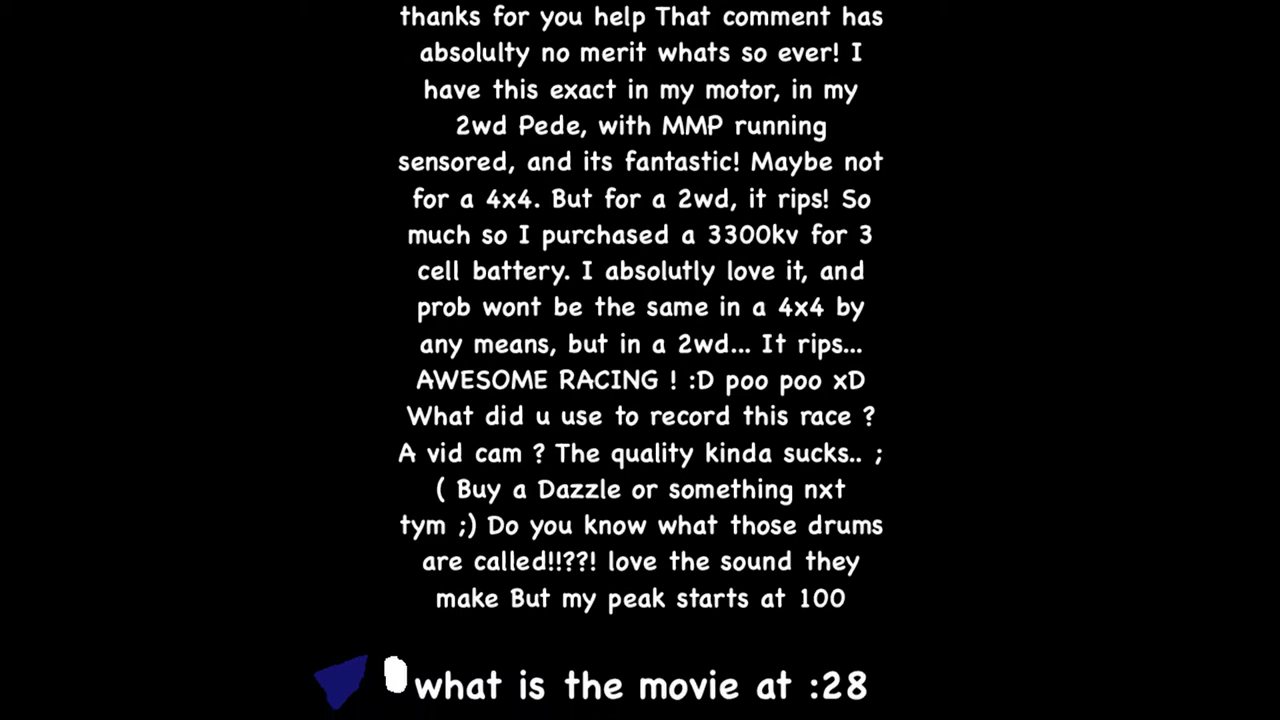 thanks for you help That comment has
absolulty no merit whats so ever! I
have this exact in my motor, in my
2wd Pede, with MMP running
sensored, and its fantastic! Maybe not
for a 4x4. But for a 2wd, it rips! So
much so I purchased a 3300kv for 3
cell battery. I absolutly love it, and
prob wont be the same in a 4x4 by
any means, but in a 2wd... It rips...
AWESOME RACING ! :D poo poo xD
What did u use to record this race ?
A vid cam ? The quality kinda sucks.. ;
( Buy a Dazzle or something nxt
tym ;) Do you know what those drums
are called!!??! love the sound they
make But my peak starts at 100
what is the movie at :28